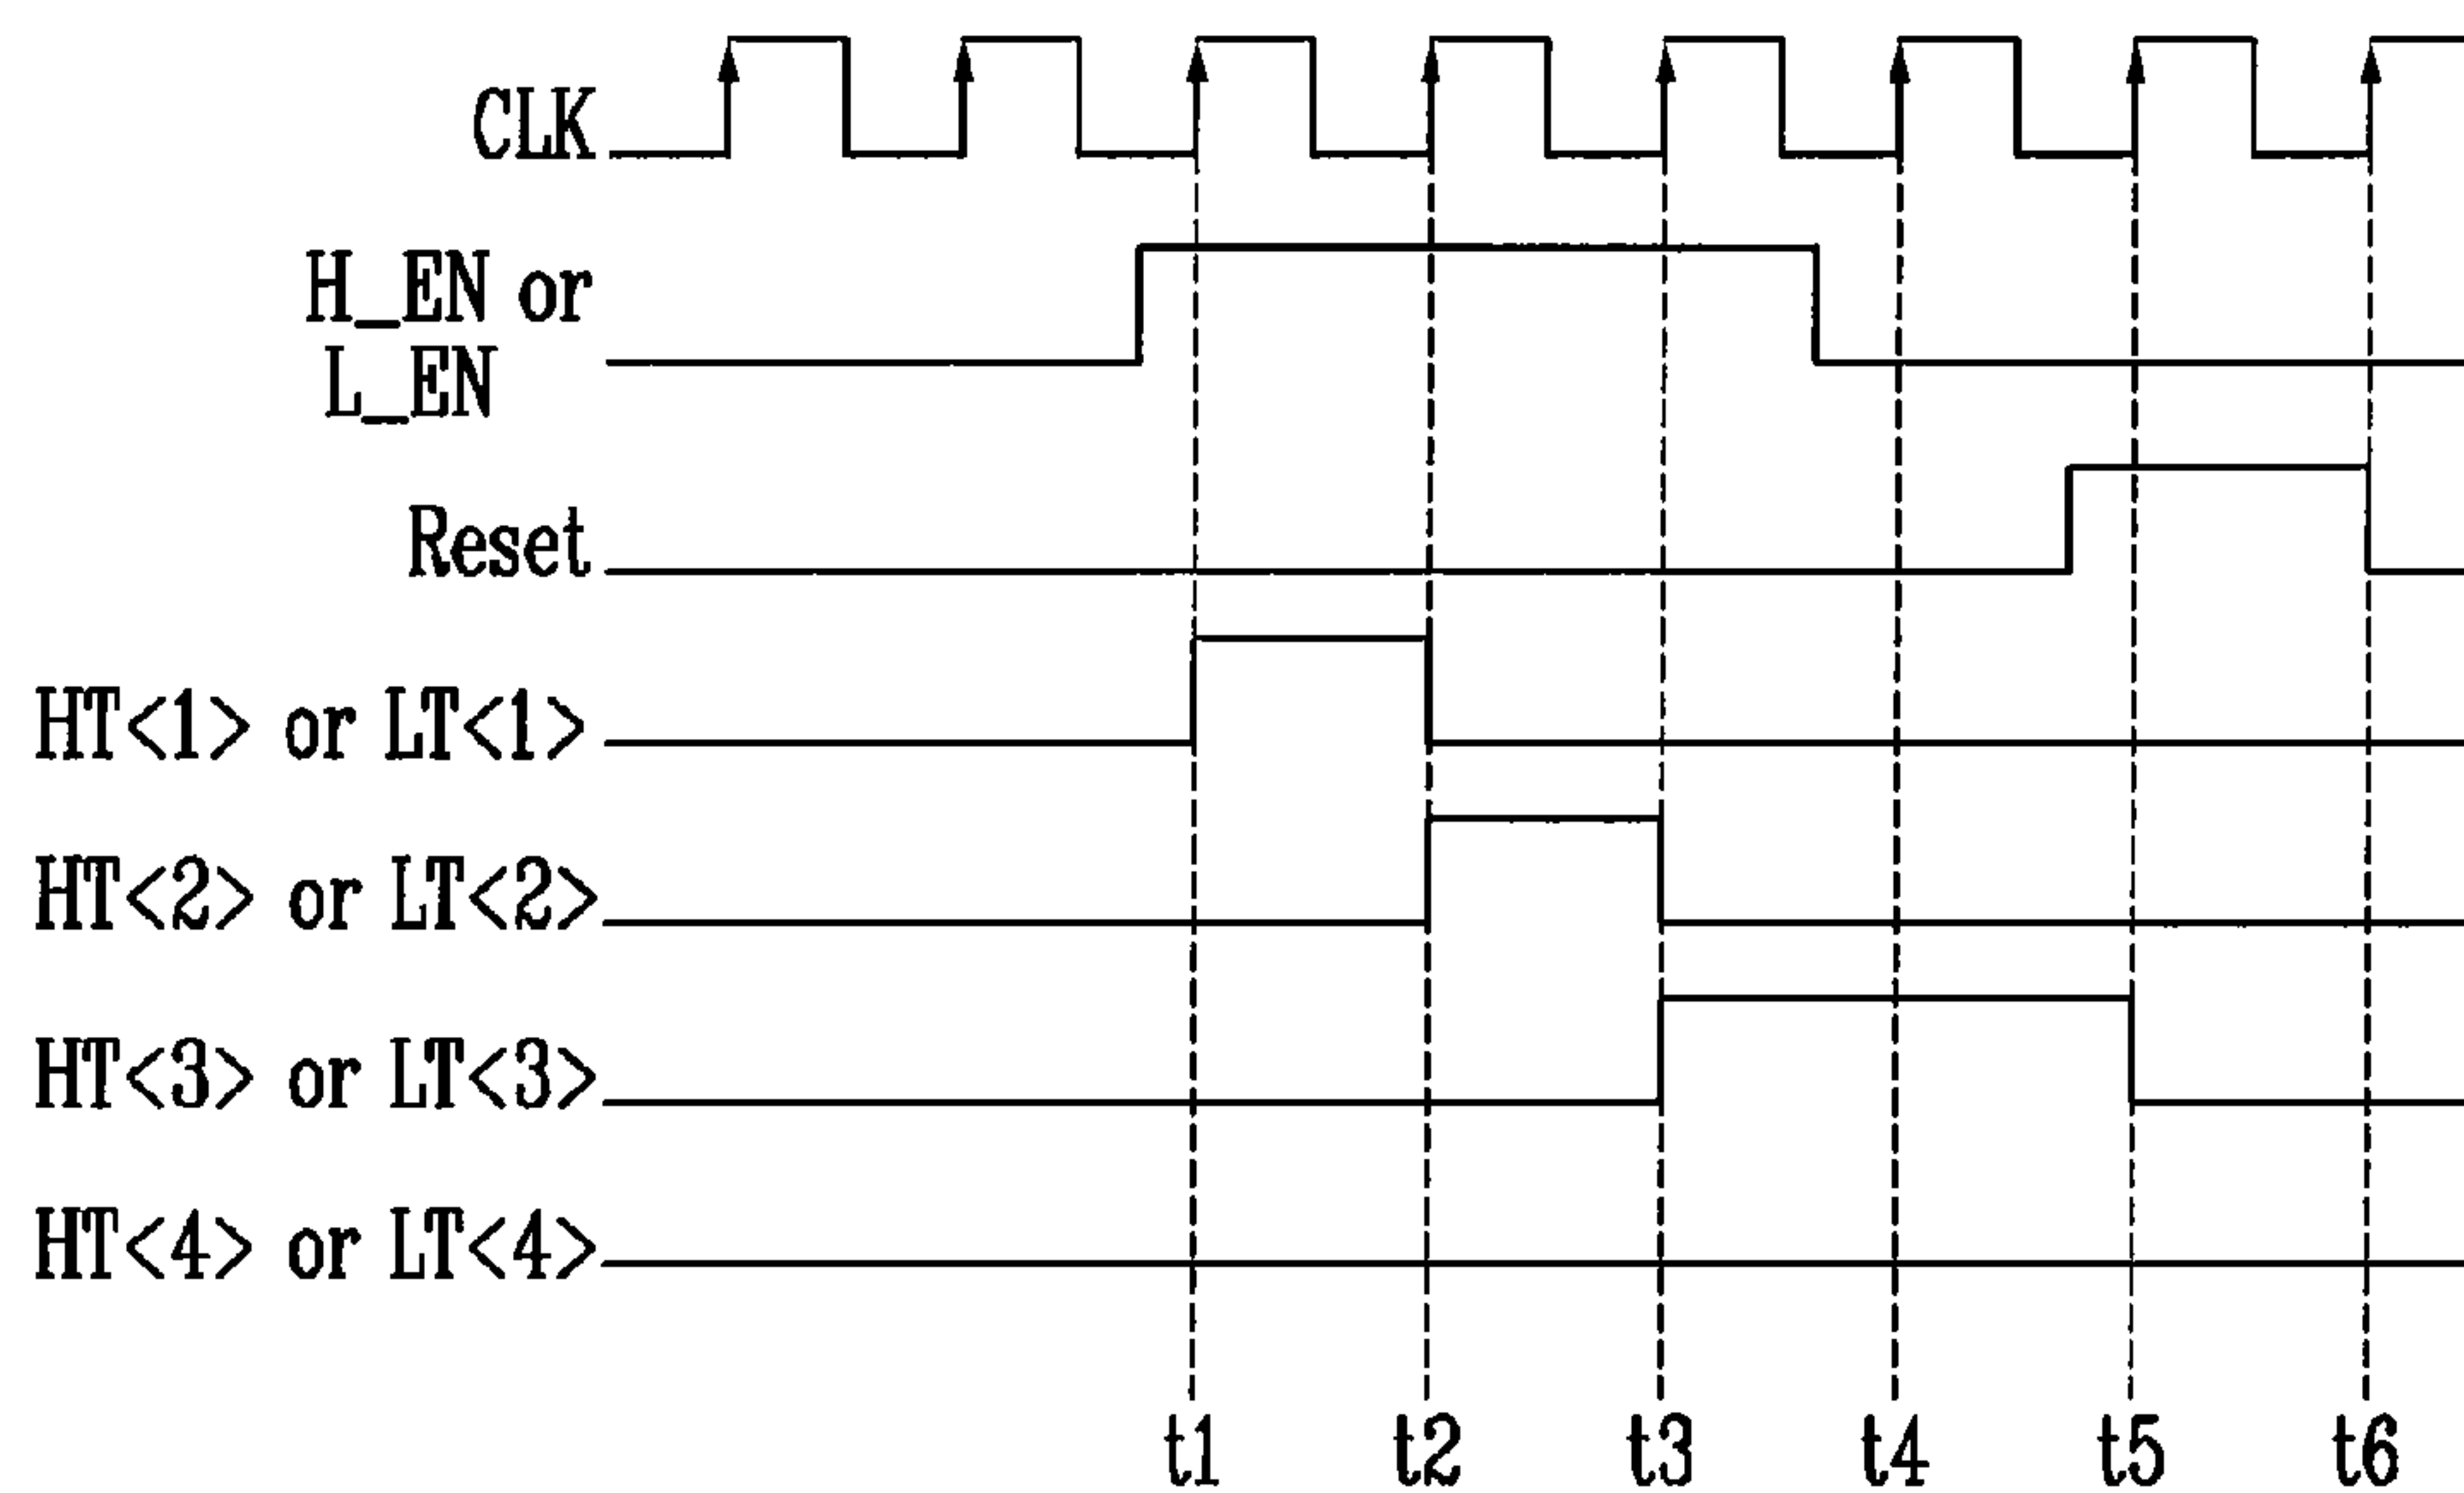 CLK
H_EN or
L_EN
Reset
HT<1> or LT<1>
HT<2> or LT<2>
HT<3> or LT<3>
HT<4> or LT<4>
t1 t2 t3 t4 t5 t6